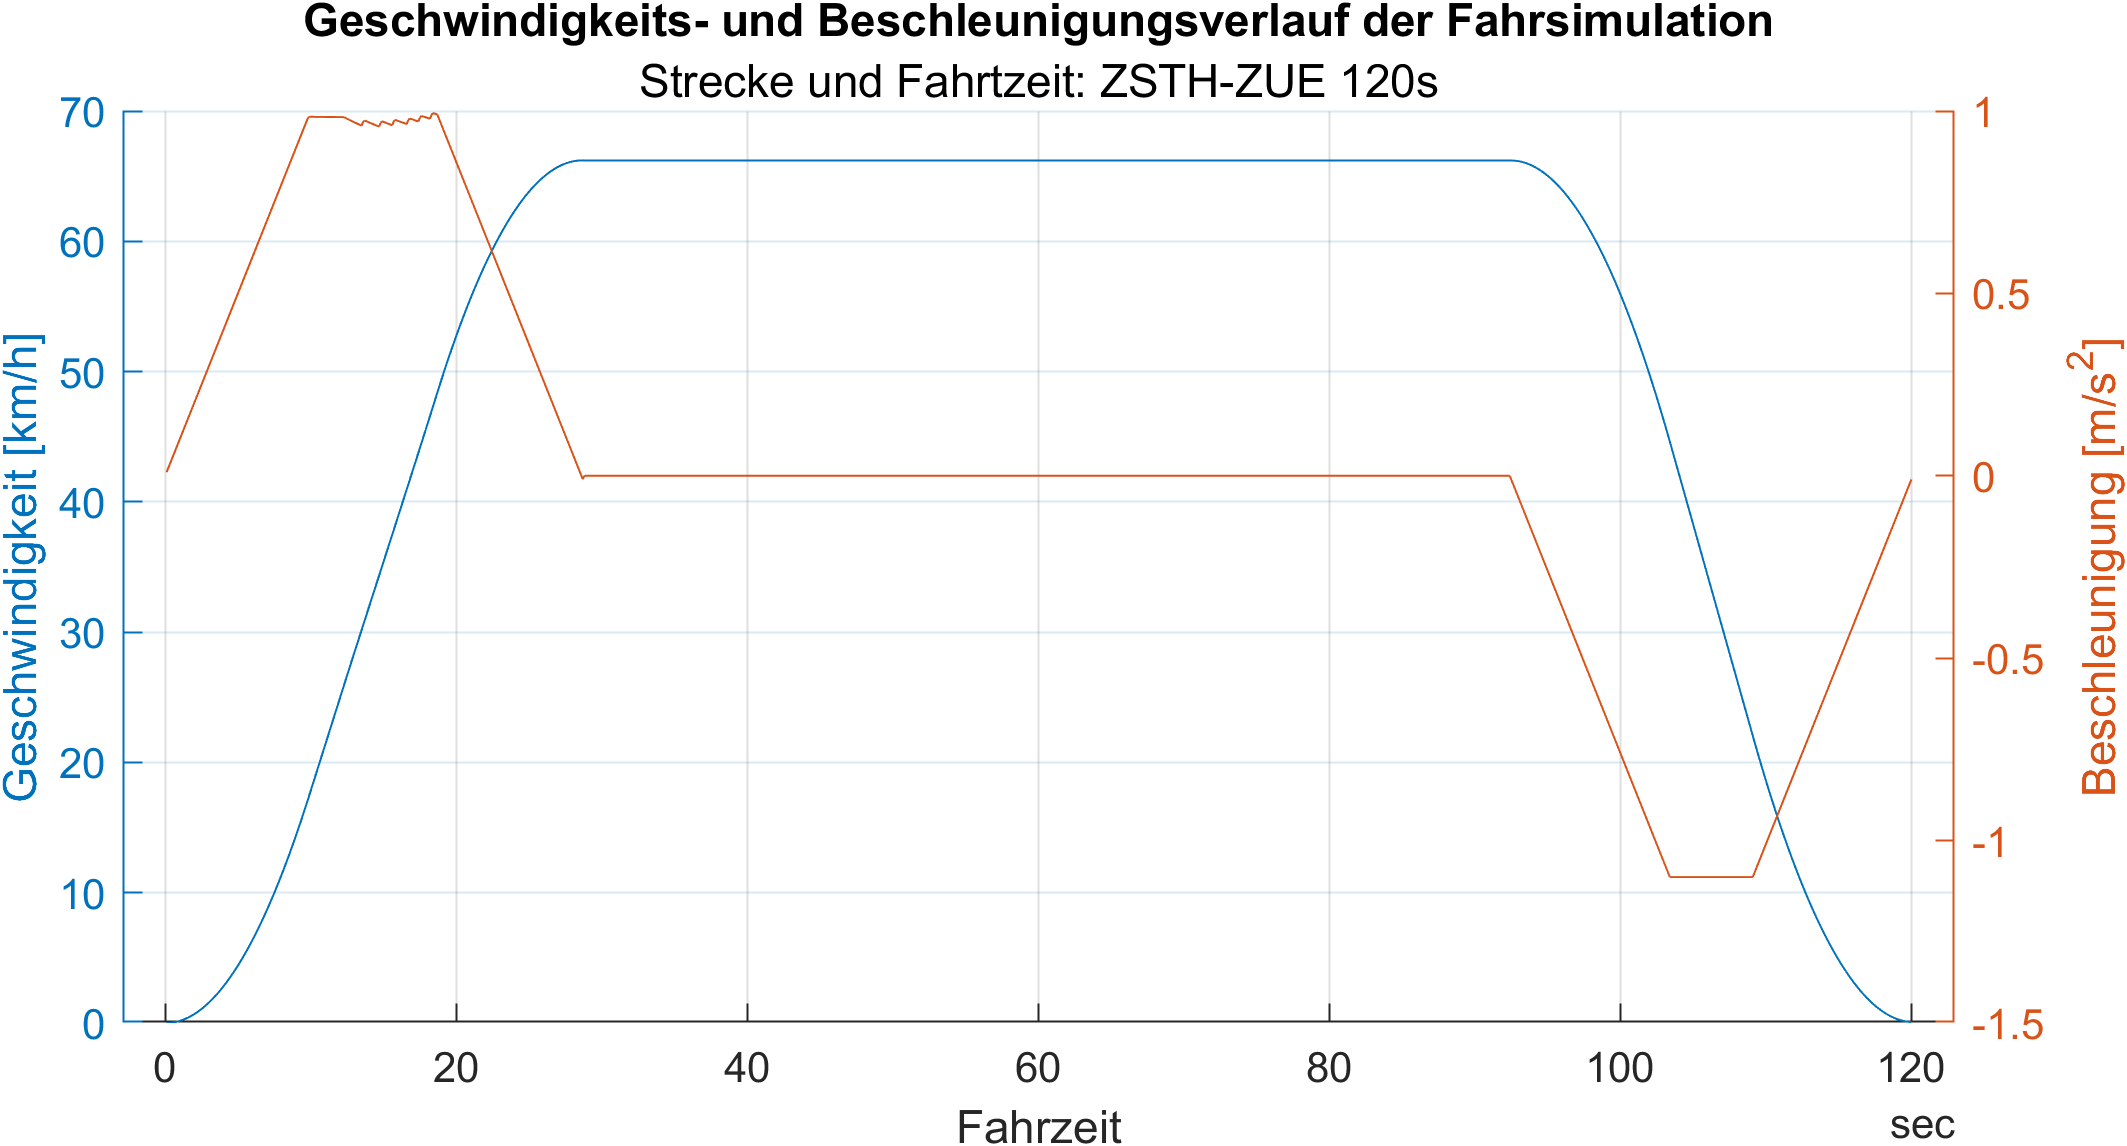 Geschwindigkeits- und Beschleunigungsverlauf der Fahrsimulation
Strecke und Fahrtzeit: ZSTH-ZUE 120s
Geschwindigkeit [km/h]
70
60
50
40
30
20
10
0
Beschleunigung [m/s²]
1
0.5
0
-0.5
-1
-1.5
0 20 40 60 80 100 120
Fahrzeit
sec